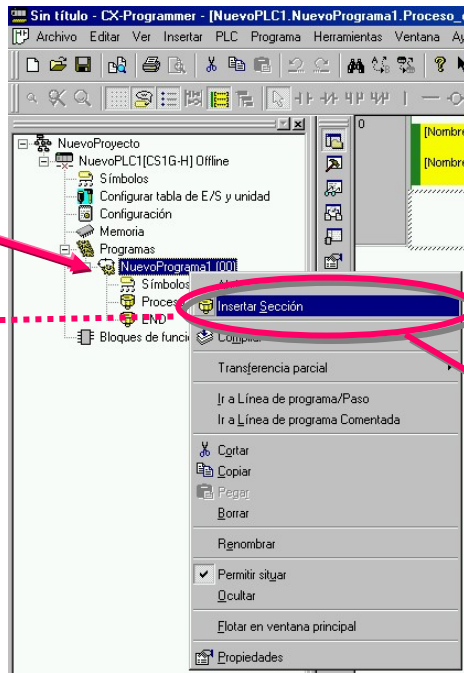 Sin título - CX-Programmer - [NuevoPLC1.NuevoPrograma1.Proceso_
Archivo Editar Ver Insertar PLC Programa Herramientas Ventana Ay
NuevoProyecto
NuevoPLC1[CS1G-H] Offline
Símbolos
Configurar tabla de E/S y unidad
Configuración
Memoria
Programas
NuevoPrograma1 (00)
Símbolos
Proces
END
Bloques de funci
0
[Nombre
[Nombre
Insertar Sección
Compilar
Transferencia parcial
Ir a Línea de programa/Paso
Ir a Línea de programa Comentada
Cortar
Copiar
Pegar
Borrar
Renombrar
Permitir situar
Ocultar
Flotar en ventana principal
Propiedades